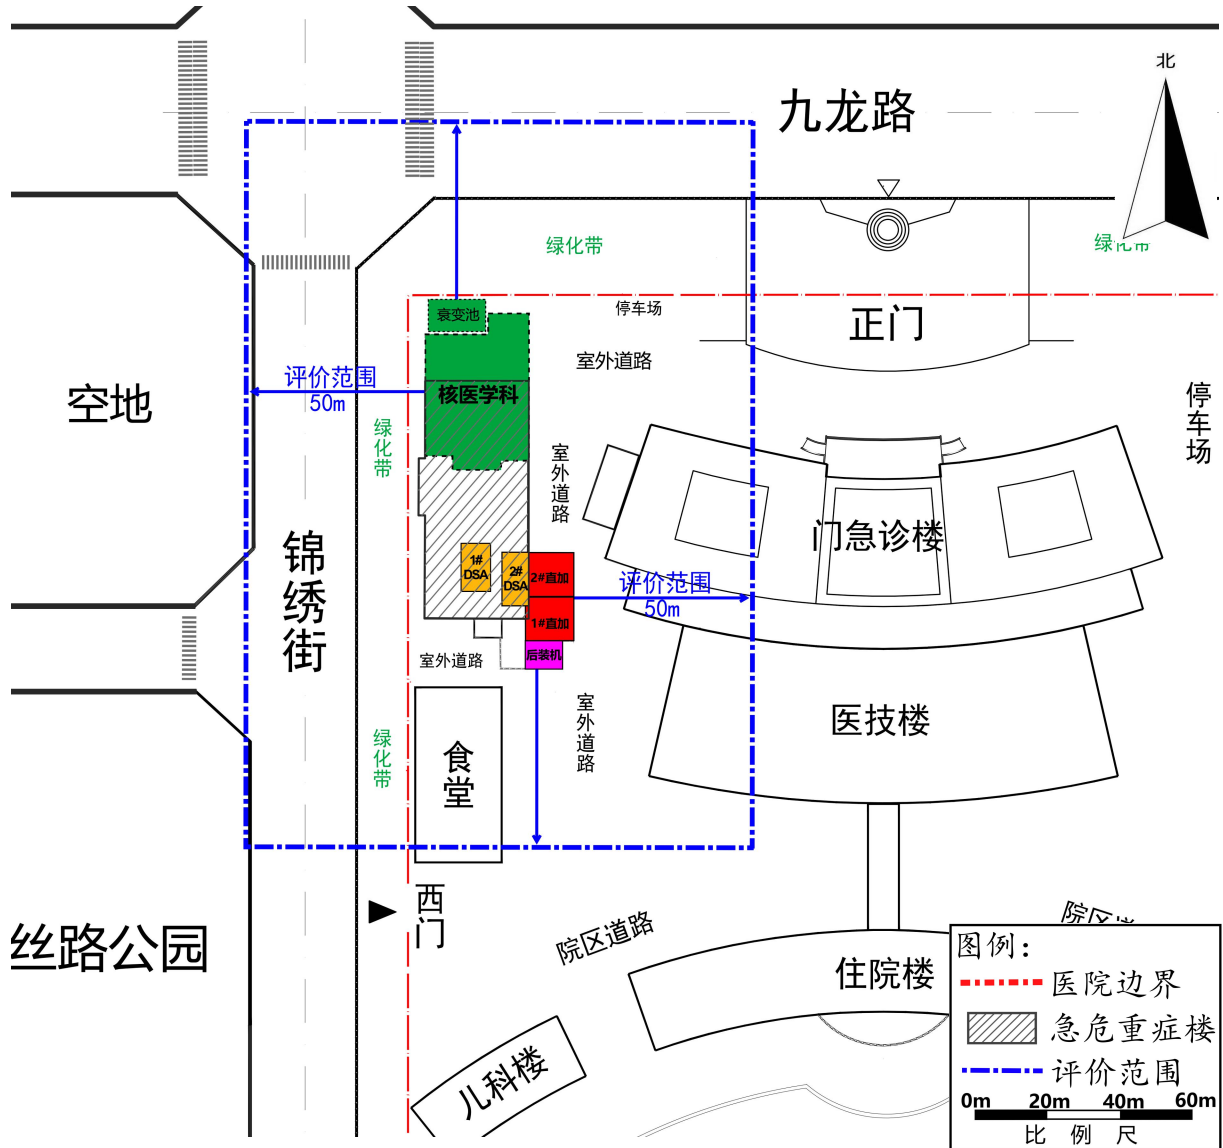 北
九龙路
绿化带
绿化带
衰变池
停车场
正门
室外道路
评价范围
50m
核医学科
空地
停车场
绿化带
室外道路
门急诊楼
锦绣街
1#
DSA
2#
DSA
2#直加
1#直加
评价范围
50m
后装机
室外道路
室外道路
医技楼
绿化带
食堂
西门
丝路公园
院区道路
院区道
住院楼
儿科楼
图例：
医院边界
急危重症楼
评价范围
0m 20m 40m 60m
比例尺